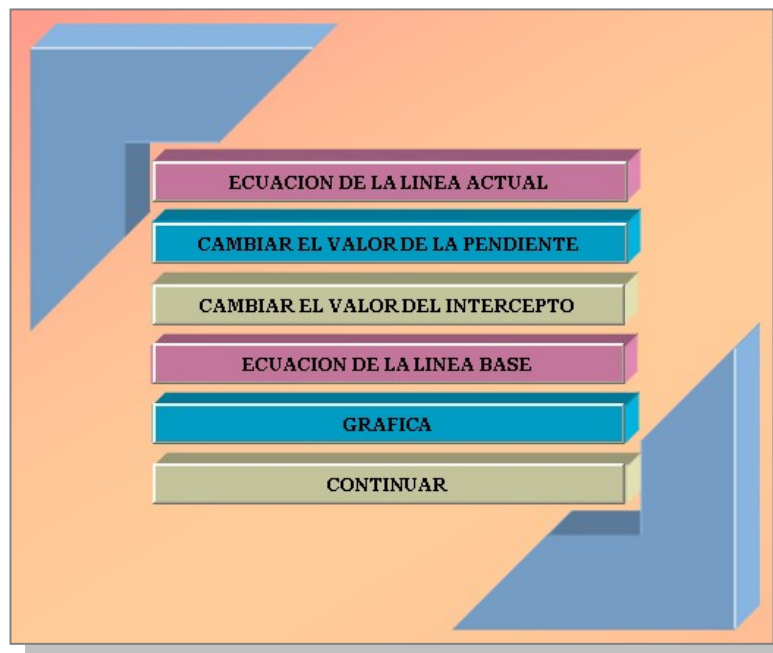 ECUACION DE LA LINEA ACTUAL
CAMBIAR EL VALOR DE LA PENDIENTE
CAMBIAR EL VALOR DEL INTERCEPTO
ECUACION DE LA LINEA BASE
GRAFICA
CONTINUAR